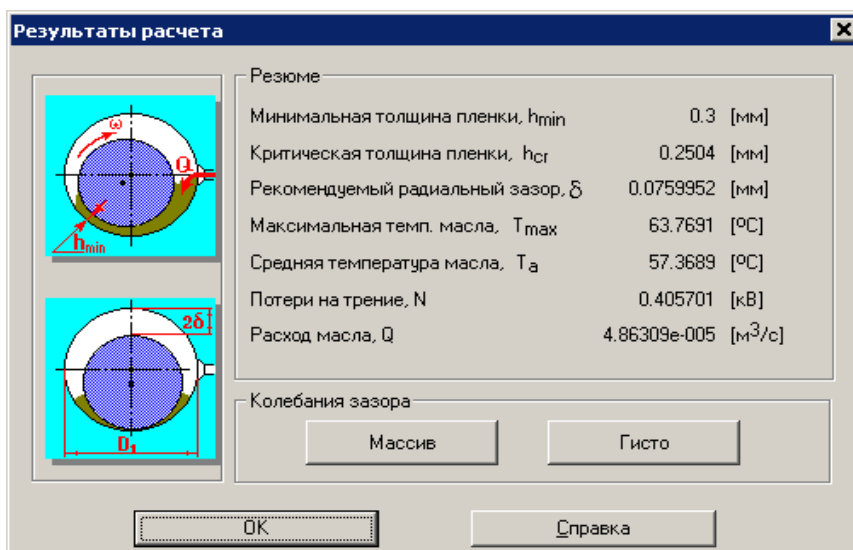 Результаты расчета
ω
Q
hmin
2δ
D1
Резюме
Минимальная толщина пленки, hmin 0.3 [мм]
Критическая толщина пленки, hcr 0.2504 [мм]
Рекомендуемый радиальный зазор, δ 0.0759952 [мм]
Максимальная темп. масла, Tmax 63.7691 [ºC]
Средняя температура масла, Ta 57.3689 [ºC]
Потери на трение, N 0.405701 [кВ]
Расход масла, Q 4.86309e-005 [м3/с]
Колебания зазора
Массив Гисто
OK Справка